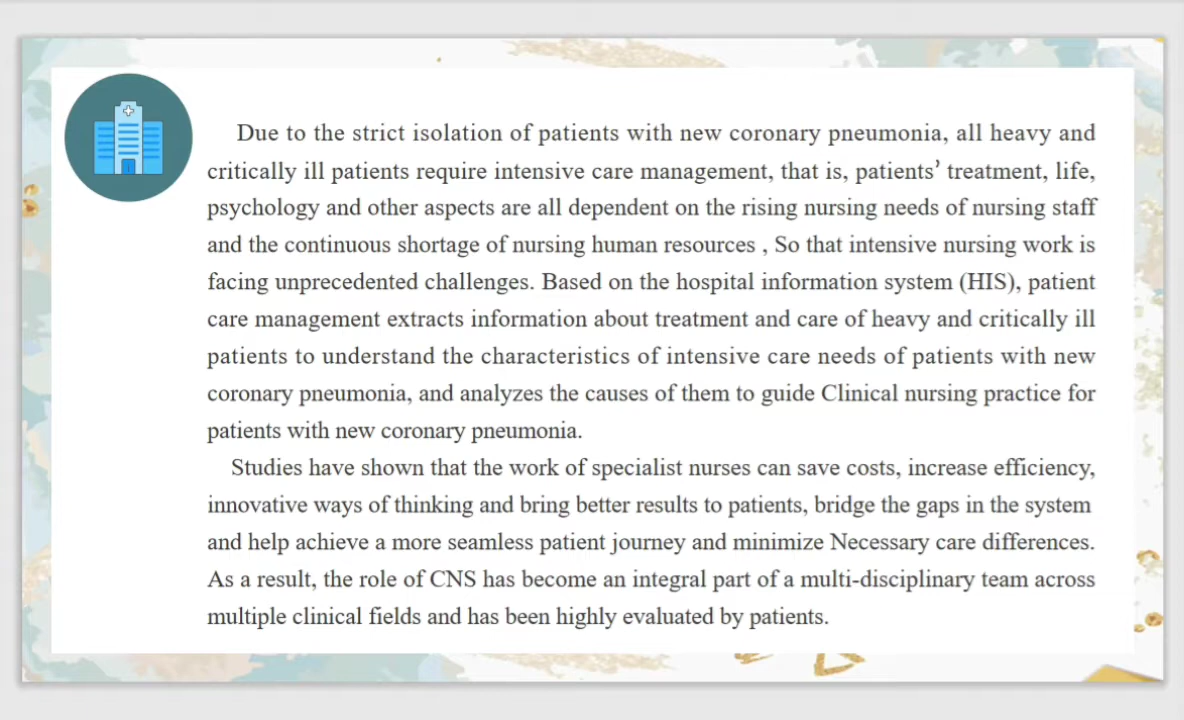 Due to the strict isolation of patients with new coronary pneumonia, all heavy and
critically ill patients require intensive care management, that is, patients’ treatment, life,
psychology and other aspects are all dependent on the rising nursing needs of nursing staff
and the continuous shortage of nursing human resources , So that intensive nursing work is
facing unprecedented challenges. Based on the hospital information system (HIS), patient
care management extracts information about treatment and care of heavy and critically ill
patients to understand the characteristics of intensive care needs of patients with new
coronary pneumonia, and analyzes the causes of them to guide Clinical nursing practice for
patients with new coronary pneumonia.
Studies have shown that the work of specialist nurses can save costs, increase efficiency,
innovative ways of thinking and bring better results to patients, bridge the gaps in the system
and help achieve a more seamless patient journey and minimize Necessary care differences.
As a result, the role of CNS has become an integral part of a multi-disciplinary team across
multiple clinical fields and has been highly evaluated by patients.